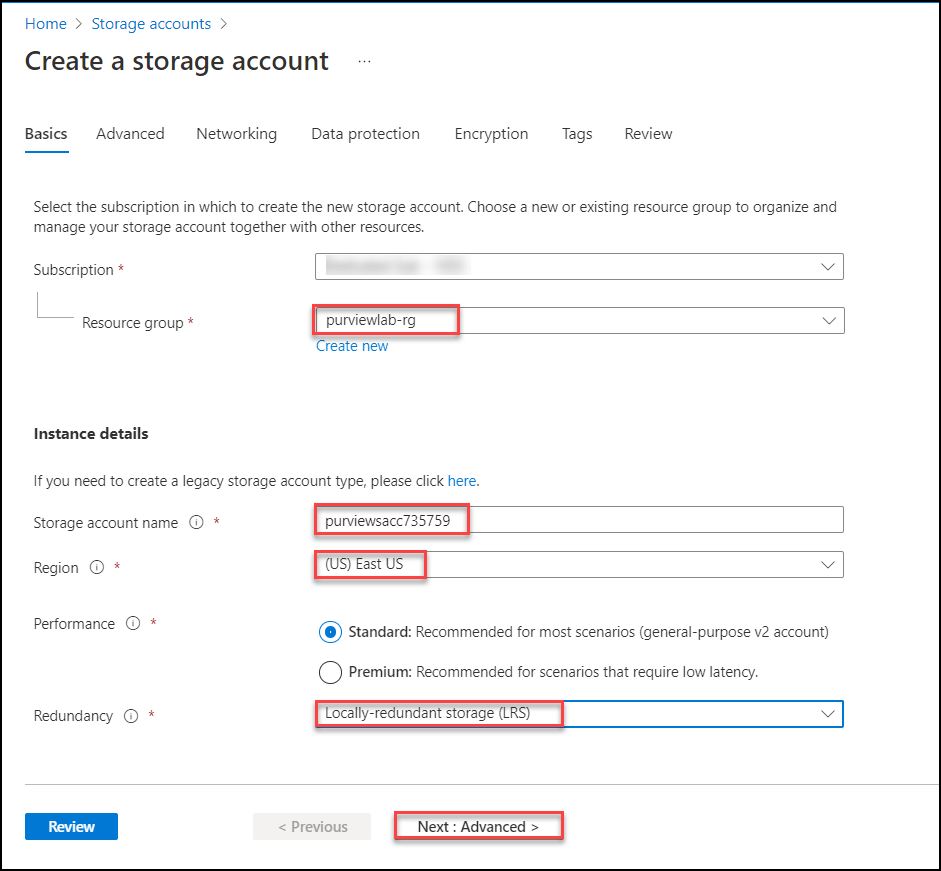 Home > Storage accounts >
Create a storage account ...
Basics Advanced Networking Data protection Encryption Tags Review
Select the subscription in which to create the new storage account. Choose a new or existing resource group to organize and
manage your storage account together with other resources.
Subscription *
Resource group * purviewlab-rg
Create new
Instance details
If you need to create a legacy storage account type, please click here.
Storage account name * purviewsacc735759
Region * (US) East US
Performance * Standard: Recommended for most scenarios (general-purpose v2 account)
Premium: Recommended for scenarios that require low latency.
Redundancy * Locally-redundant storage (LRS)
Review < Previous Next : Advanced >